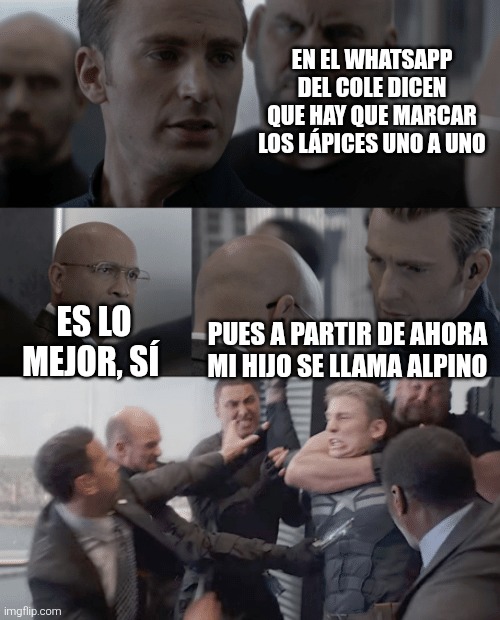 EN EL WHATSAPP
DEL COLE DICEN
QUE HAY QUE MARCAR
LOS LÁPICES UNO A UNO
ES LO
MEJOR, SÍ
PUES A PARTIR DE AHORA
MI HIJO SE LLAMA ALPINO
imgflip.com